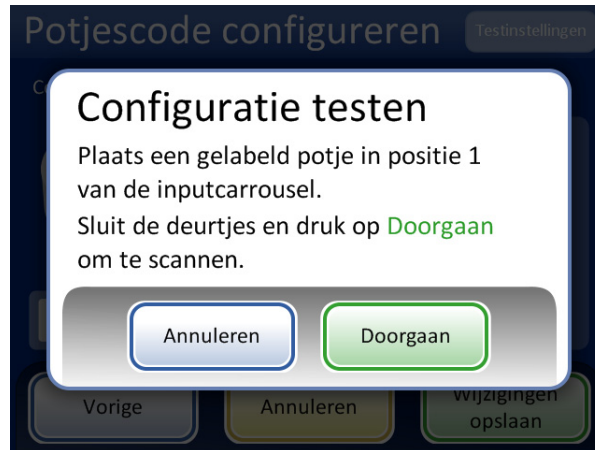 Potjescode configureren
Testinstellingen
Configuratie testen
Plaats een gelabeld potje in positie 1
van de inputcarrousel.
Sluit de deurtjes en druk op Doorgaan
om te scannen.
Annuleren
Doorgaan
Vorige
Annuleren
Wijzigingen
opslaan